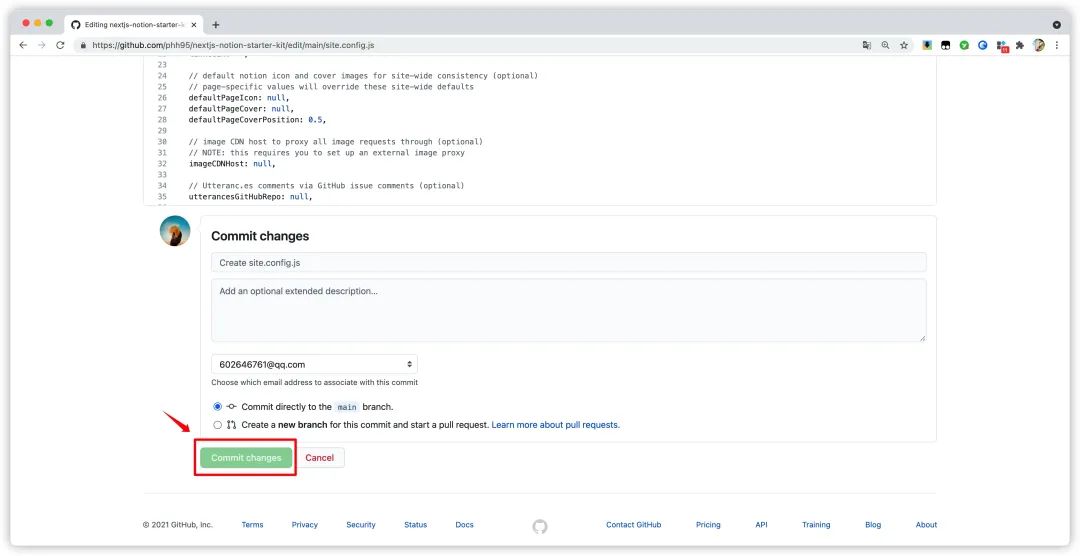 Editing nextjs-notion-starter-k
https://github.com/phh95/nextjs-notion-starter-kit/edit/main/site.config.js
23
24 // default notion icon and cover images for site-wide consistency (optional)
25 // page-specific values will override these site-wide defaults
26 defaultPageIcon: null,
27 defaultPageCover: null,
28 defaultPageCoverPosition: 0.5,
29
30 // image CDN host to proxy all image requests through (optional)
31 // NOTE: this requires you to set up an external image proxy
32 imageCDNHost: null,
33
34 // Utteranc.es comments via GitHub issue comments (optional)
35 utterancesGitHubRepo: null,
Commit changes
Create site.config.js
Add an optional extended description...
602646761@qq.com
Choose which email address to associate with this commit
Commit directly to the main branch.
Create a new branch for this commit and start a pull request. Learn more about pull requests.
Commit changes Cancel
© 2021 GitHub, Inc. Terms Privacy Security Status Docs Contact GitHub Pricing API Training Blog About